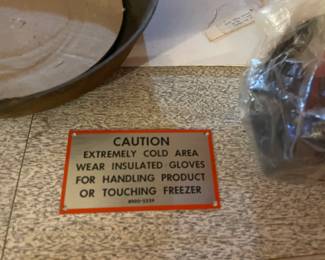 CAUTION
EXTREMELY COLD AREA
WEAR INSULATED GLOVES
FOR HANDLING PRODUCT
OR TOUCHING FREEZER